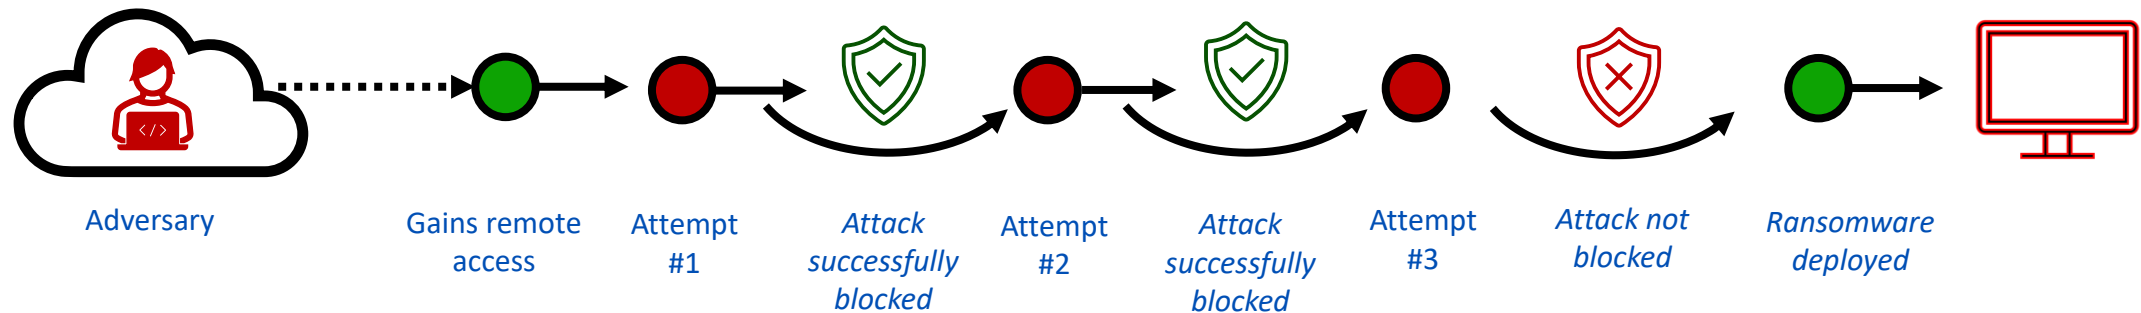 Adversary
Gains remote
access
Attempt
#1
Attack
successfully
blocked
Attempt
#2
Attack
successfully
blocked
Attempt
#3
Attack not
blocked
Ransomware
deployed